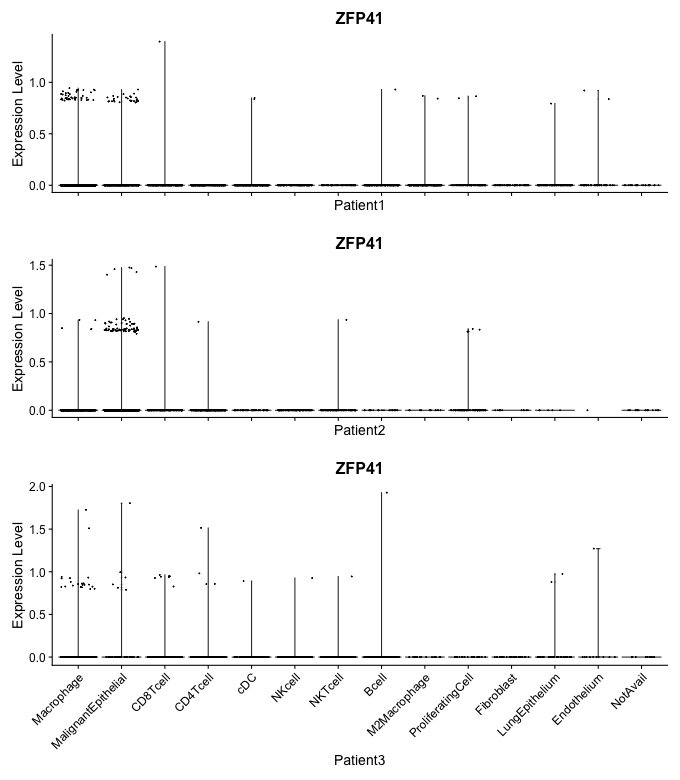 ZFP41
Expression Level
1.0
0.5
0.0
Patient1
ZFP41
Expression Level
1.5
1.0
0.5
0.0
Patient2
ZFP41
Expression Level
2.0
1.5
1.0
0.5
0.0
Macrophage
MalignantEpithelial
CD8Tcell
CD4Tcell
cDC
NKcell
NKTcell
Bcell
M2Macrophage
ProliferatingCell
Fibroblast
LungEpithelium
Endothelium
NotAvail
Patient3